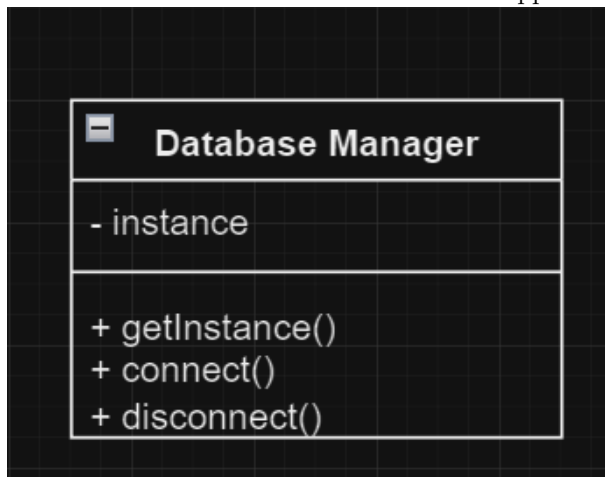 Database Manager
- instance
+ getInstance()
+ connect()
+ disconnect()